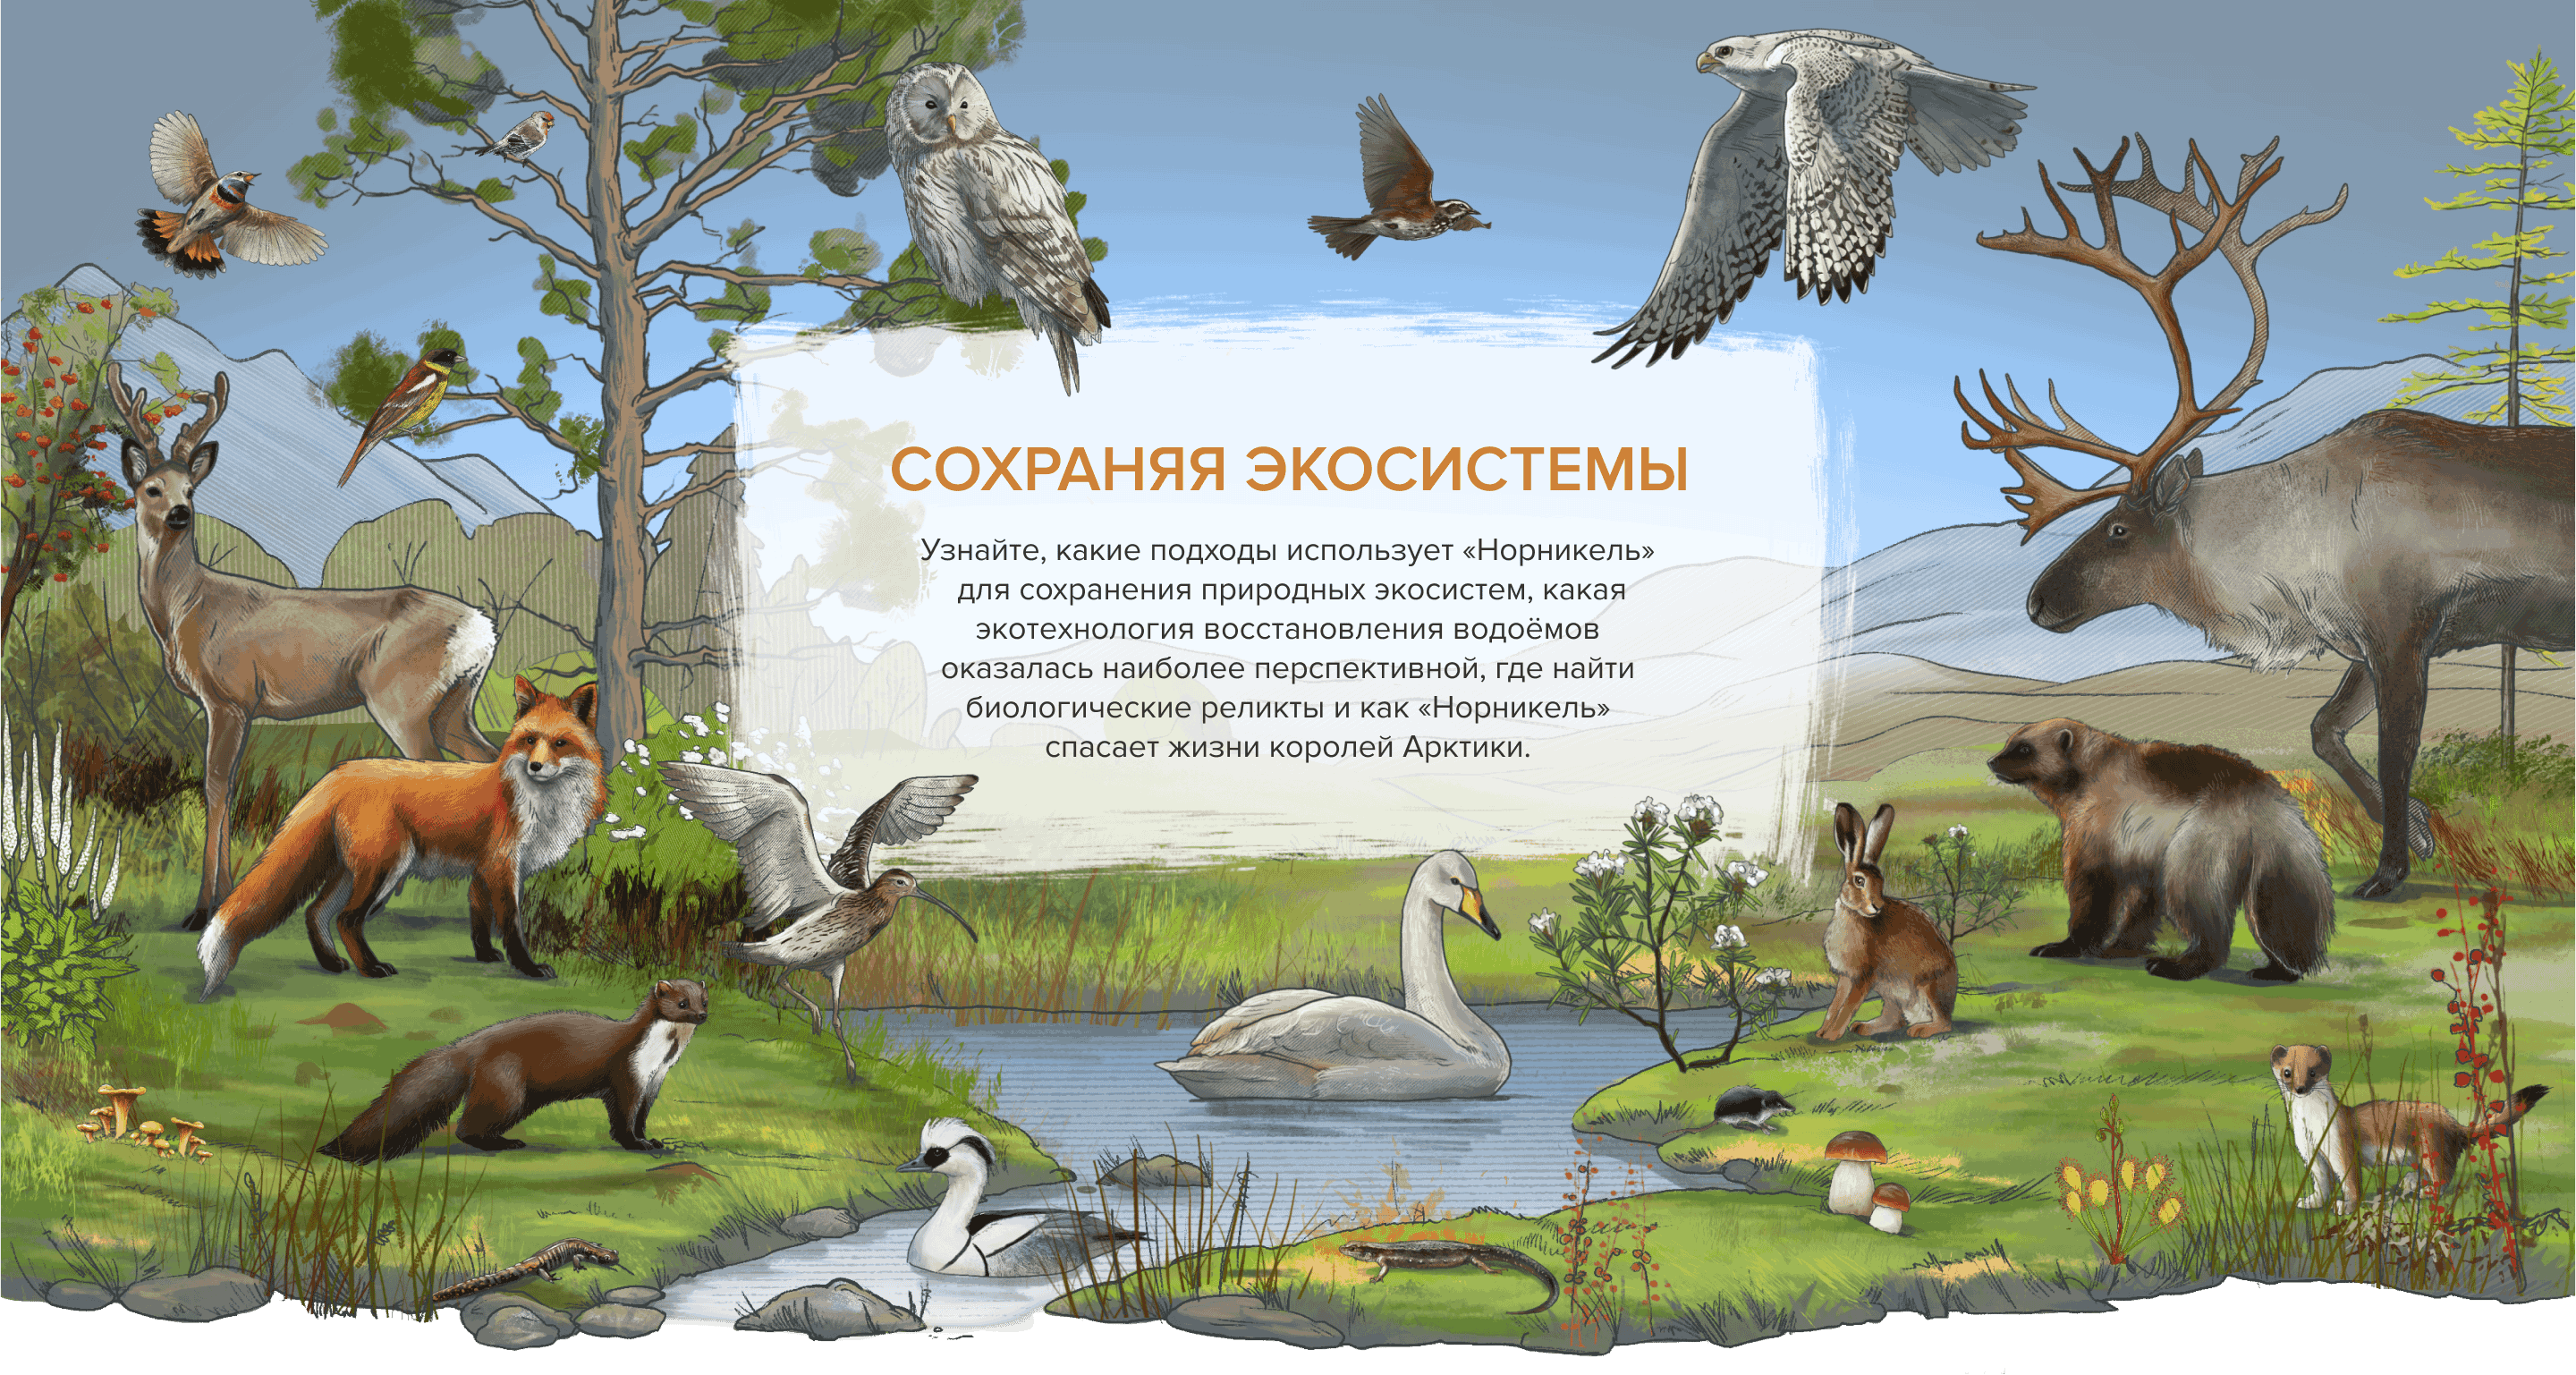 СОХРАНЯЯ ЭКОСИСТЕМЫ
Узнайте, какие подходы использует «Норникель»
для сохранения природных экосистем, какая
экотехнология восстановления водоёмов
оказалась наиболее перспективной, где найти
биологические реликты и как «Норникель»
спасает жизни королей Арктики.